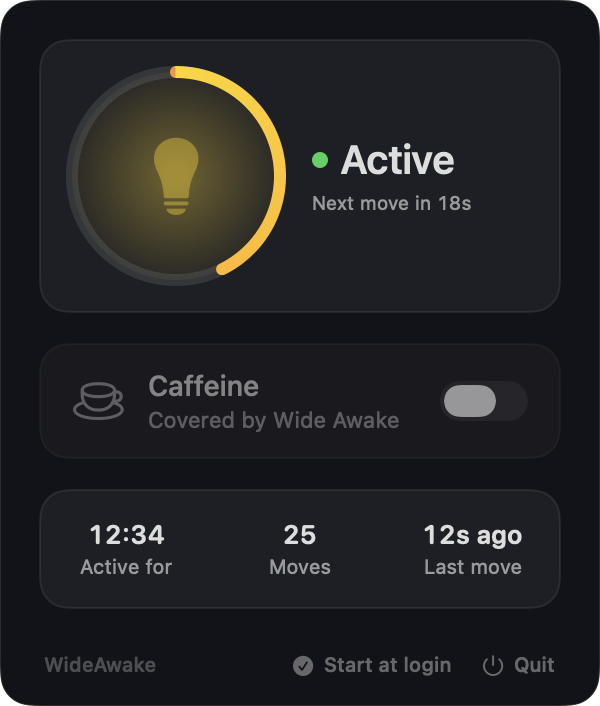 Active
Next move in 18s
Caffeine
Covered by Wide Awake
12:34 25 12s ago
Active for Moves Last move
WideAwake Start at login Quit